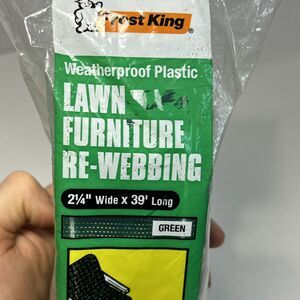 Frost King
®
Weatherproof Plastic
LAWN
FURNITURE
RE-WEBBING
2¼" Wide x 39' Long
GREEN